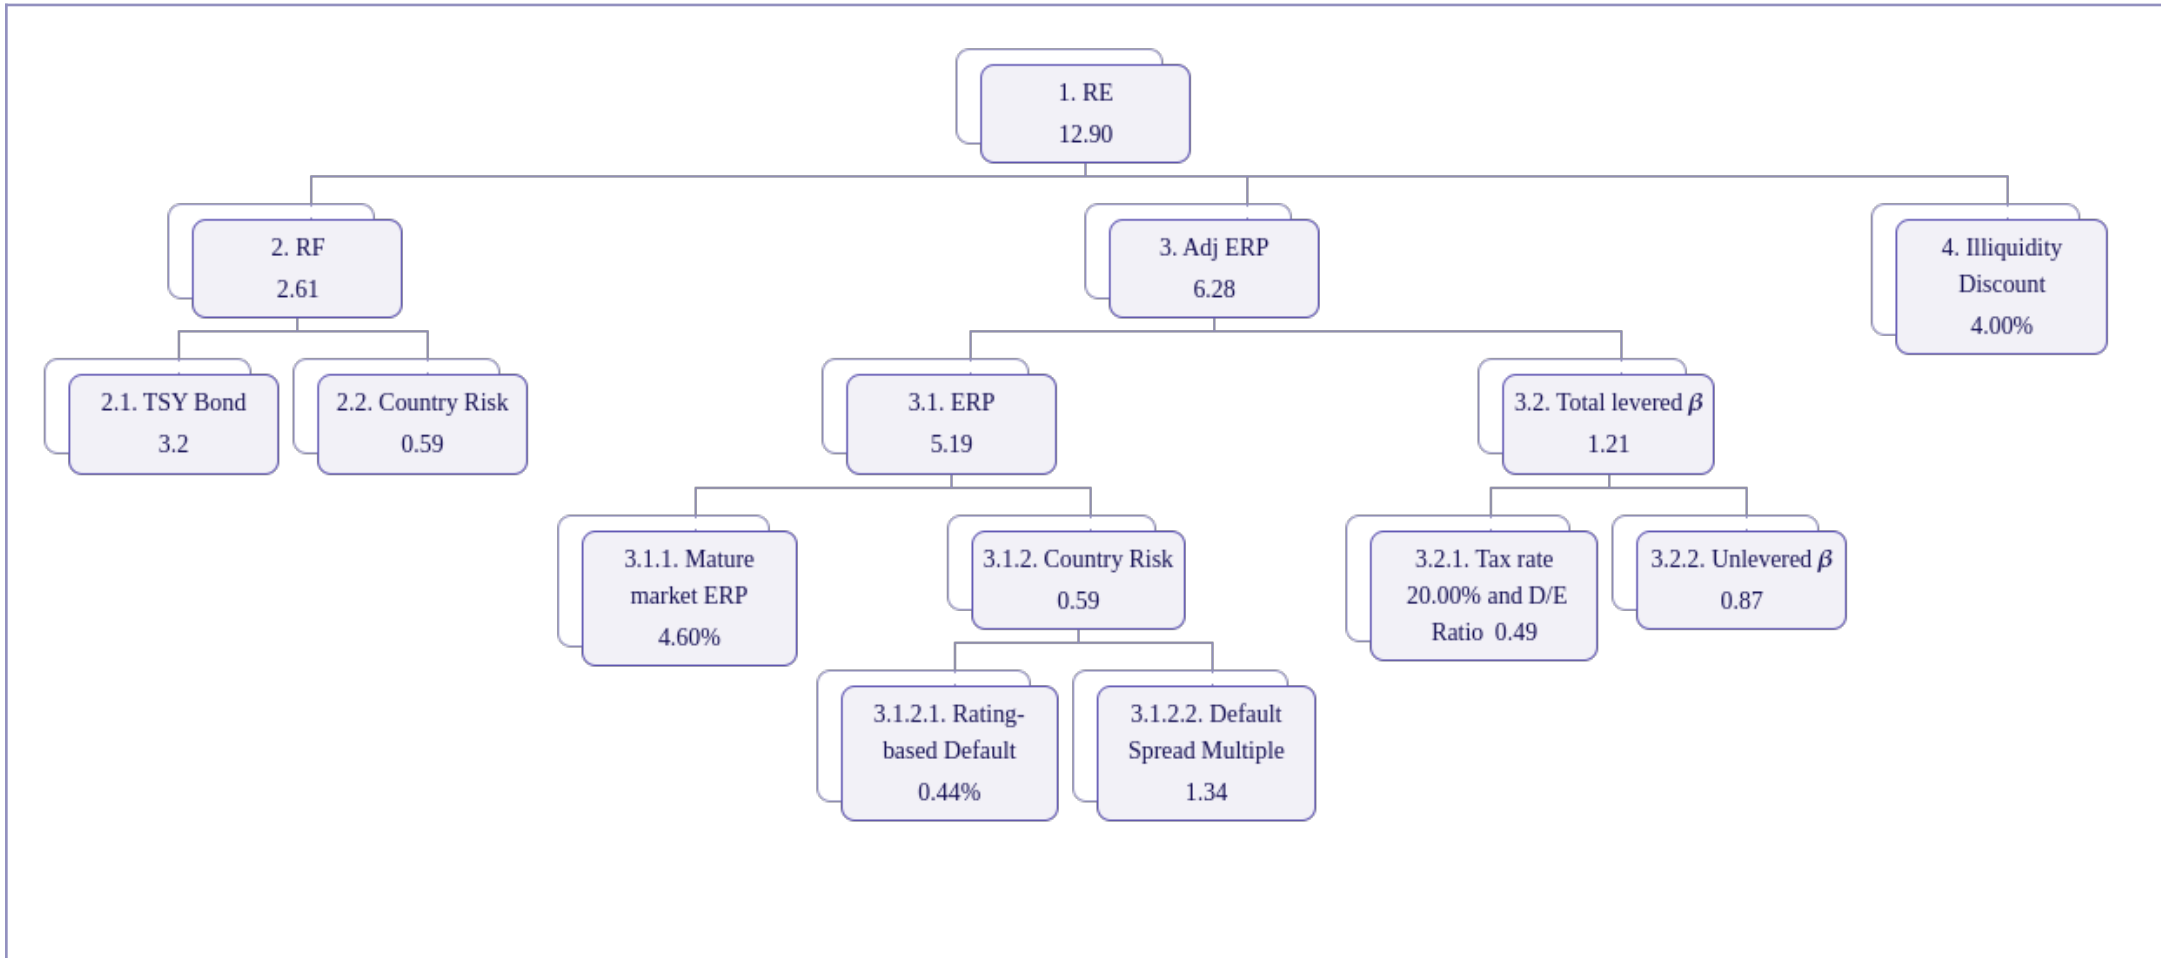 1. RE
12.90
2. RF
2.61
3. Adj ERP
6.28
4. Illiquidity
Discount
4.00%
2.1. TSY Bond
3.2
2.2. Country Risk
0.59
3.1. ERP
5.19
3.2. Total levered β
1.21
3.1.1. Mature
market ERP
4.60%
3.1.2. Country Risk
0.59
3.2.1. Tax rate
20.00% and D/E
Ratio 0.49
3.2.2. Unlevered β
0.87
3.1.2.1. Rating-
based Default
0.44%
3.1.2.2. Default
Spread Multiple
1.34